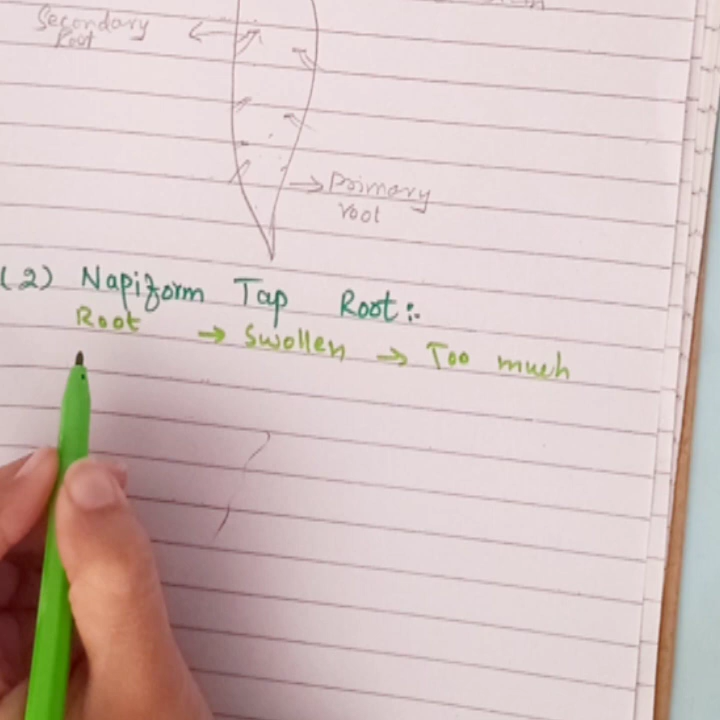 Secondary
Root
→ Primary
root
(2) Napiform Tap Root :-
Root → Swollen → Too much